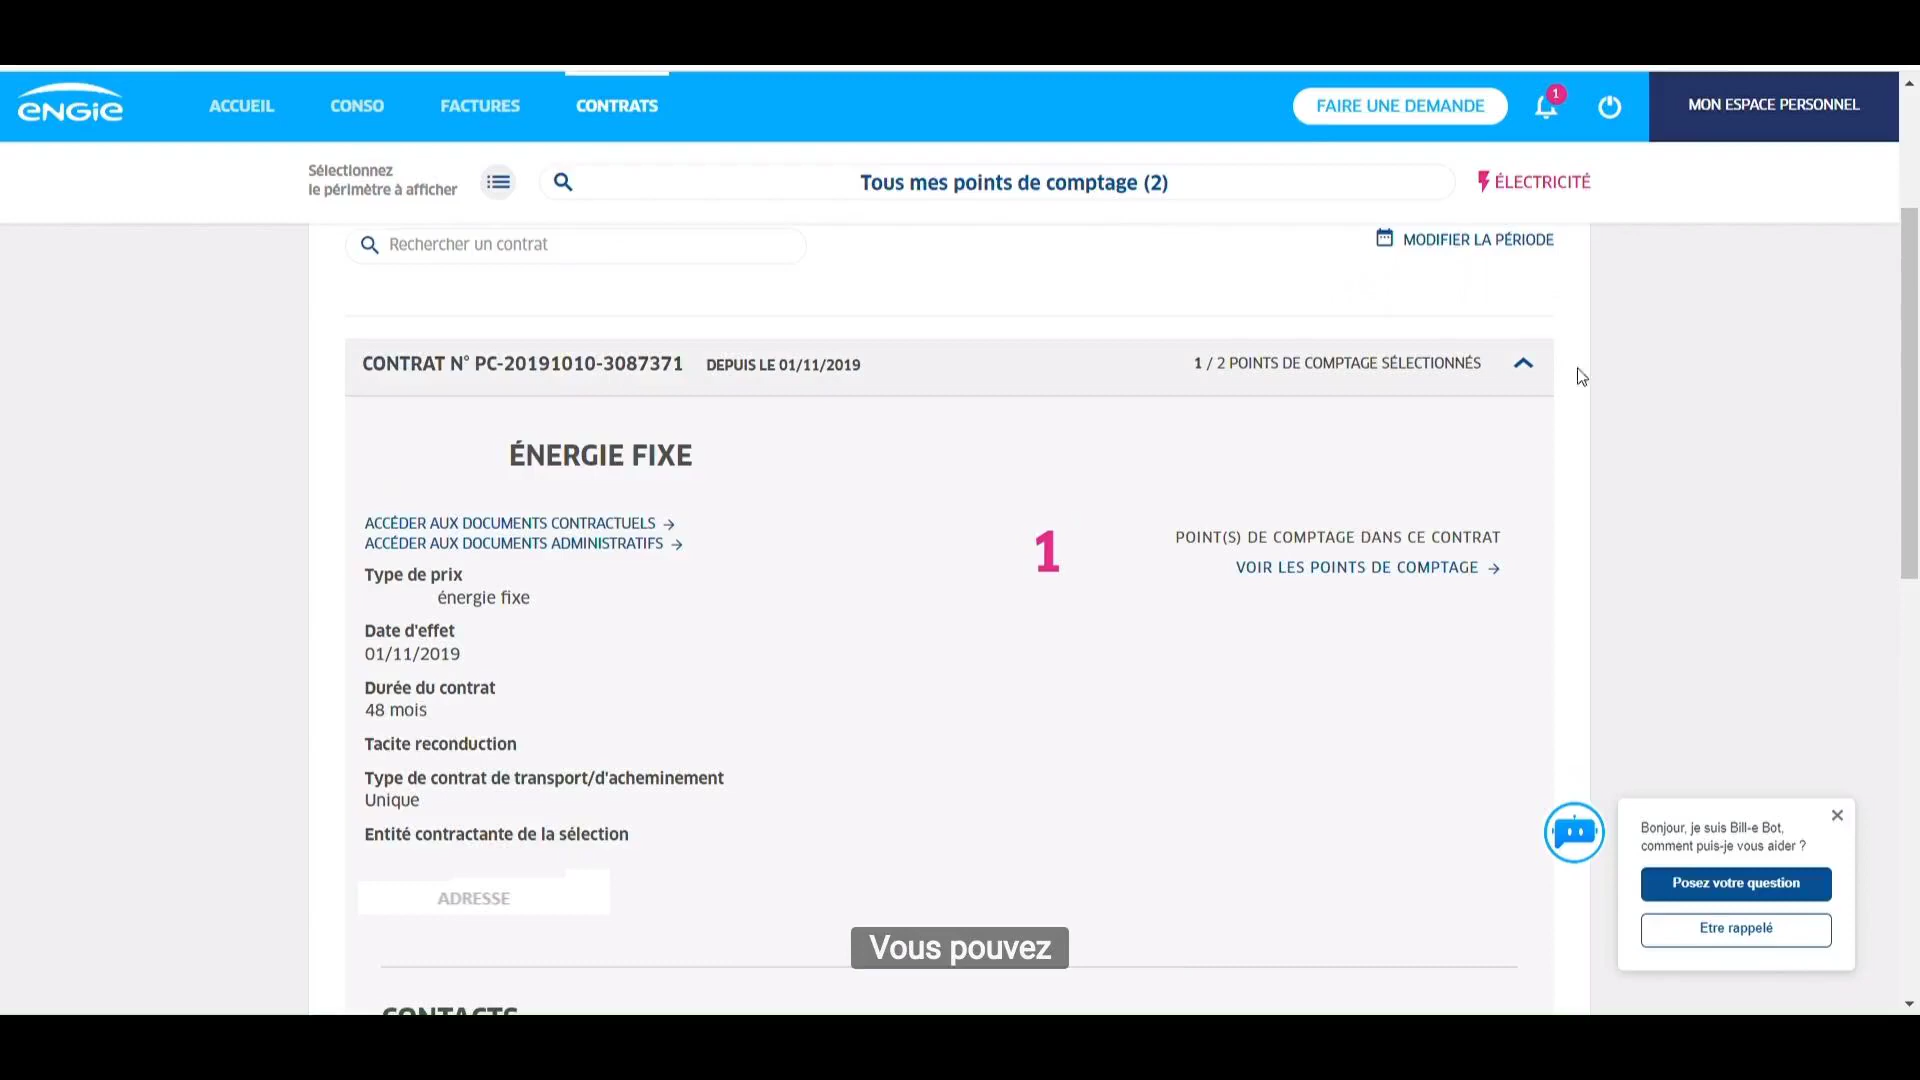 ENGIE
ACCUEIL
CONSO
FACTURES
CONTRATS
FAIRE UNE DEMANDE
1
MON ESPACE PERSONNEL
Sélectionnez
le périmètre à afficher
Tous mes points de comptage (2)
ÉLECTRICITÉ
Rechercher un contrat
MODIFIER LA PÉRIODE
CONTRAT N° PC-20191010-3087371 DEPUIS LE 01/11/2019
1 / 2 POINTS DE COMPTAGE SÉLECTIONNÉS
ÉNERGIE FIXE
ACCÉDER AUX DOCUMENTS CONTRACTUELS →
ACCÉDER AUX DOCUMENTS ADMINISTRATIFS →
1
POINT(S) DE COMPTAGE DANS CE CONTRAT
VOIR LES POINTS DE COMPTAGE →
Type de prix
énergie fixe
Date d'effet
01/11/2019
Durée du contrat
48 mois
Tacite reconduction
Type de contrat de transport/d'acheminement
Unique
Entité contractante de la sélection
ADRESSE
Bonjour, je suis Bill-e Bot,
comment puis-je vous aider ?
Posez votre question
Etre rappelé
Vous pouvez
CONTACTS